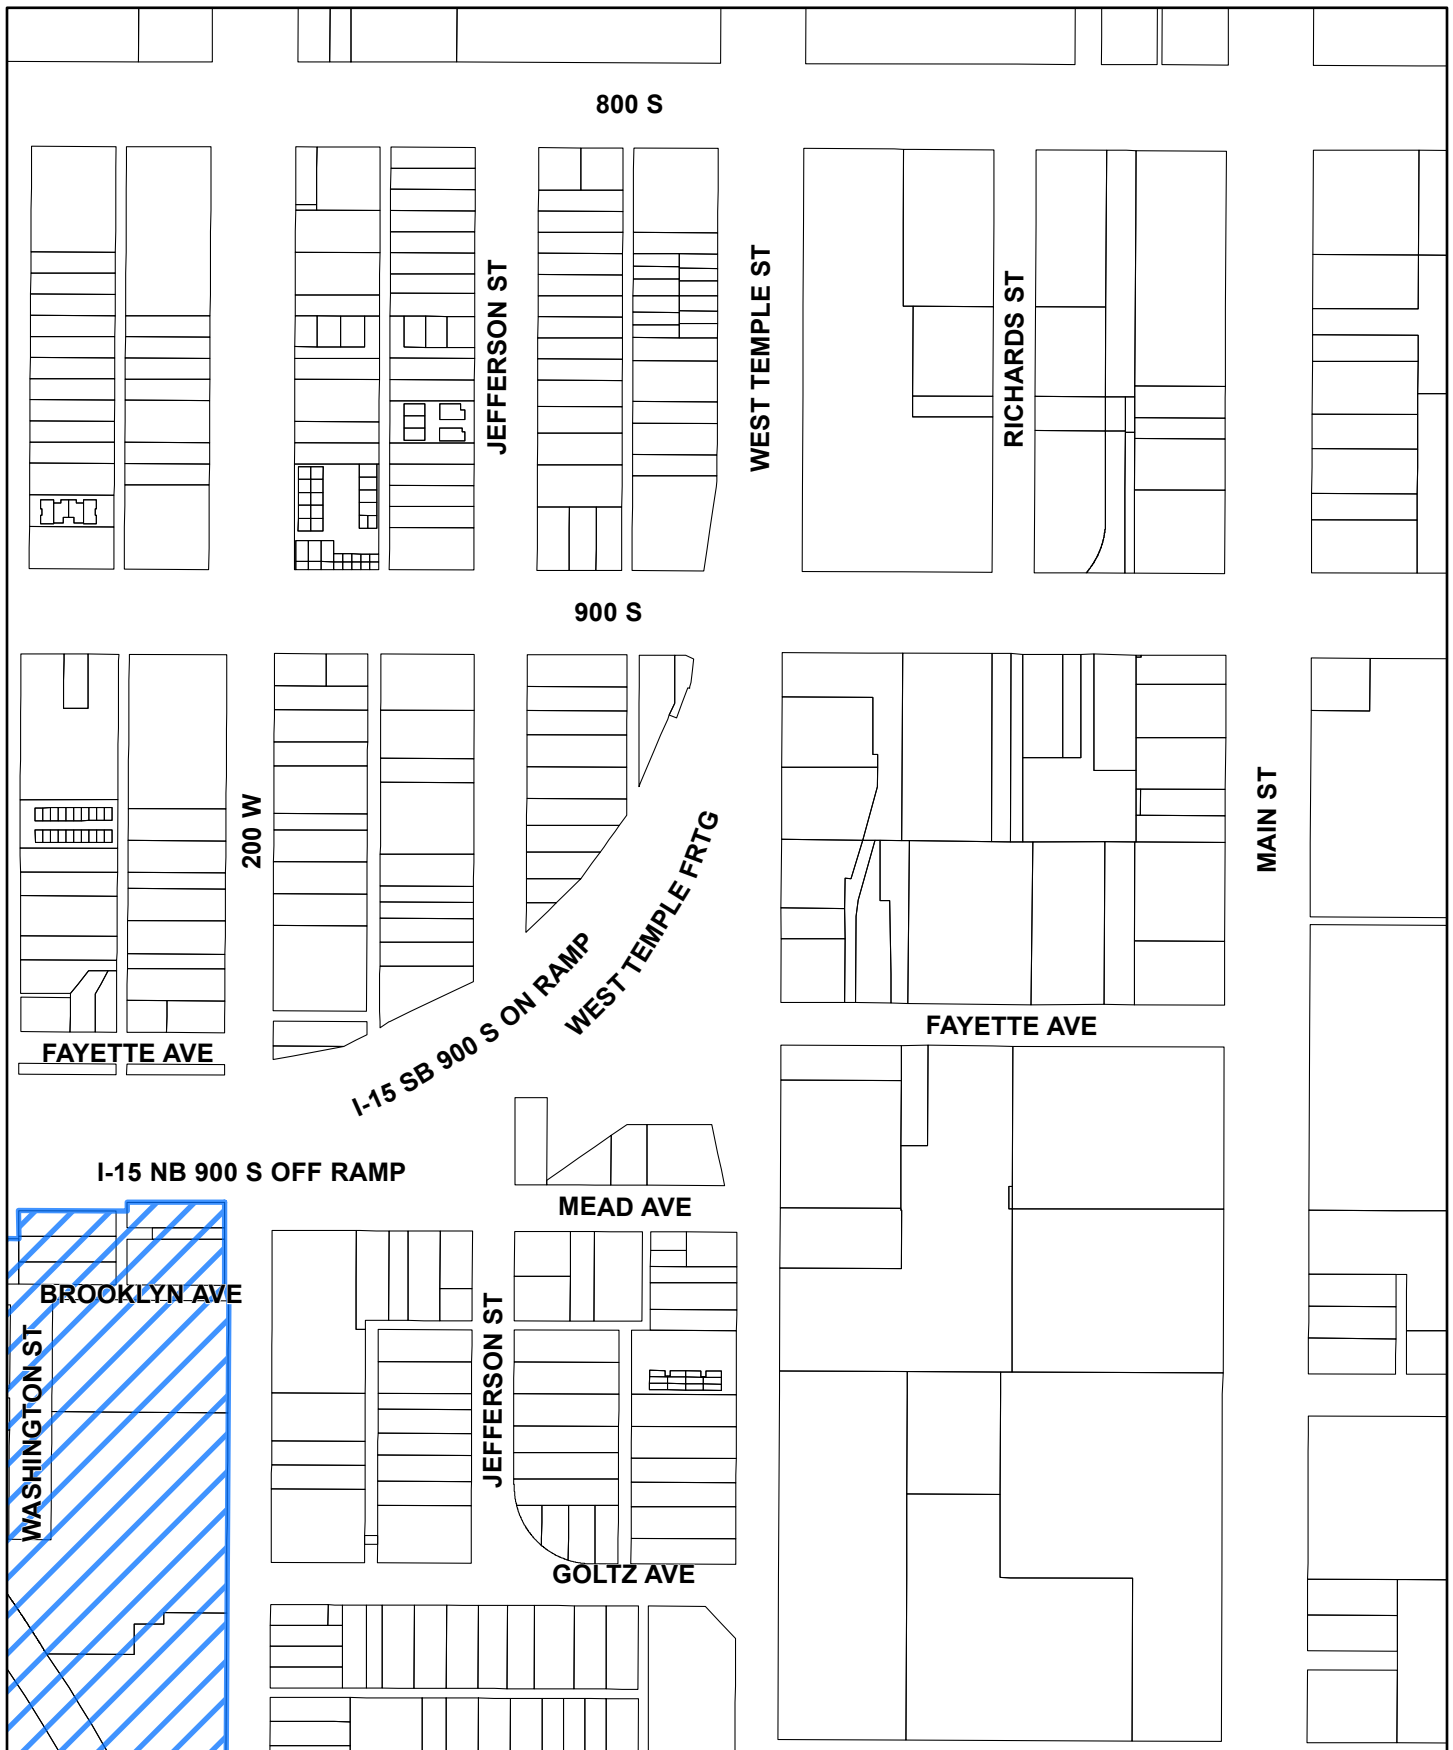 800 S
JEFFERSON ST
WEST TEMPLE ST
RICHARDS ST
900 S
200 W
WEST TEMPLE FRTG
MAIN ST
I-15 SB 900 S ON RAMP
FAYETTE AVE
FAYETTE AVE
I-15 NB 900 S OFF RAMP
MEAD AVE
BROOKLYN AVE
WASHINGTON ST
JEFFERSON ST
GOLTZ AVE